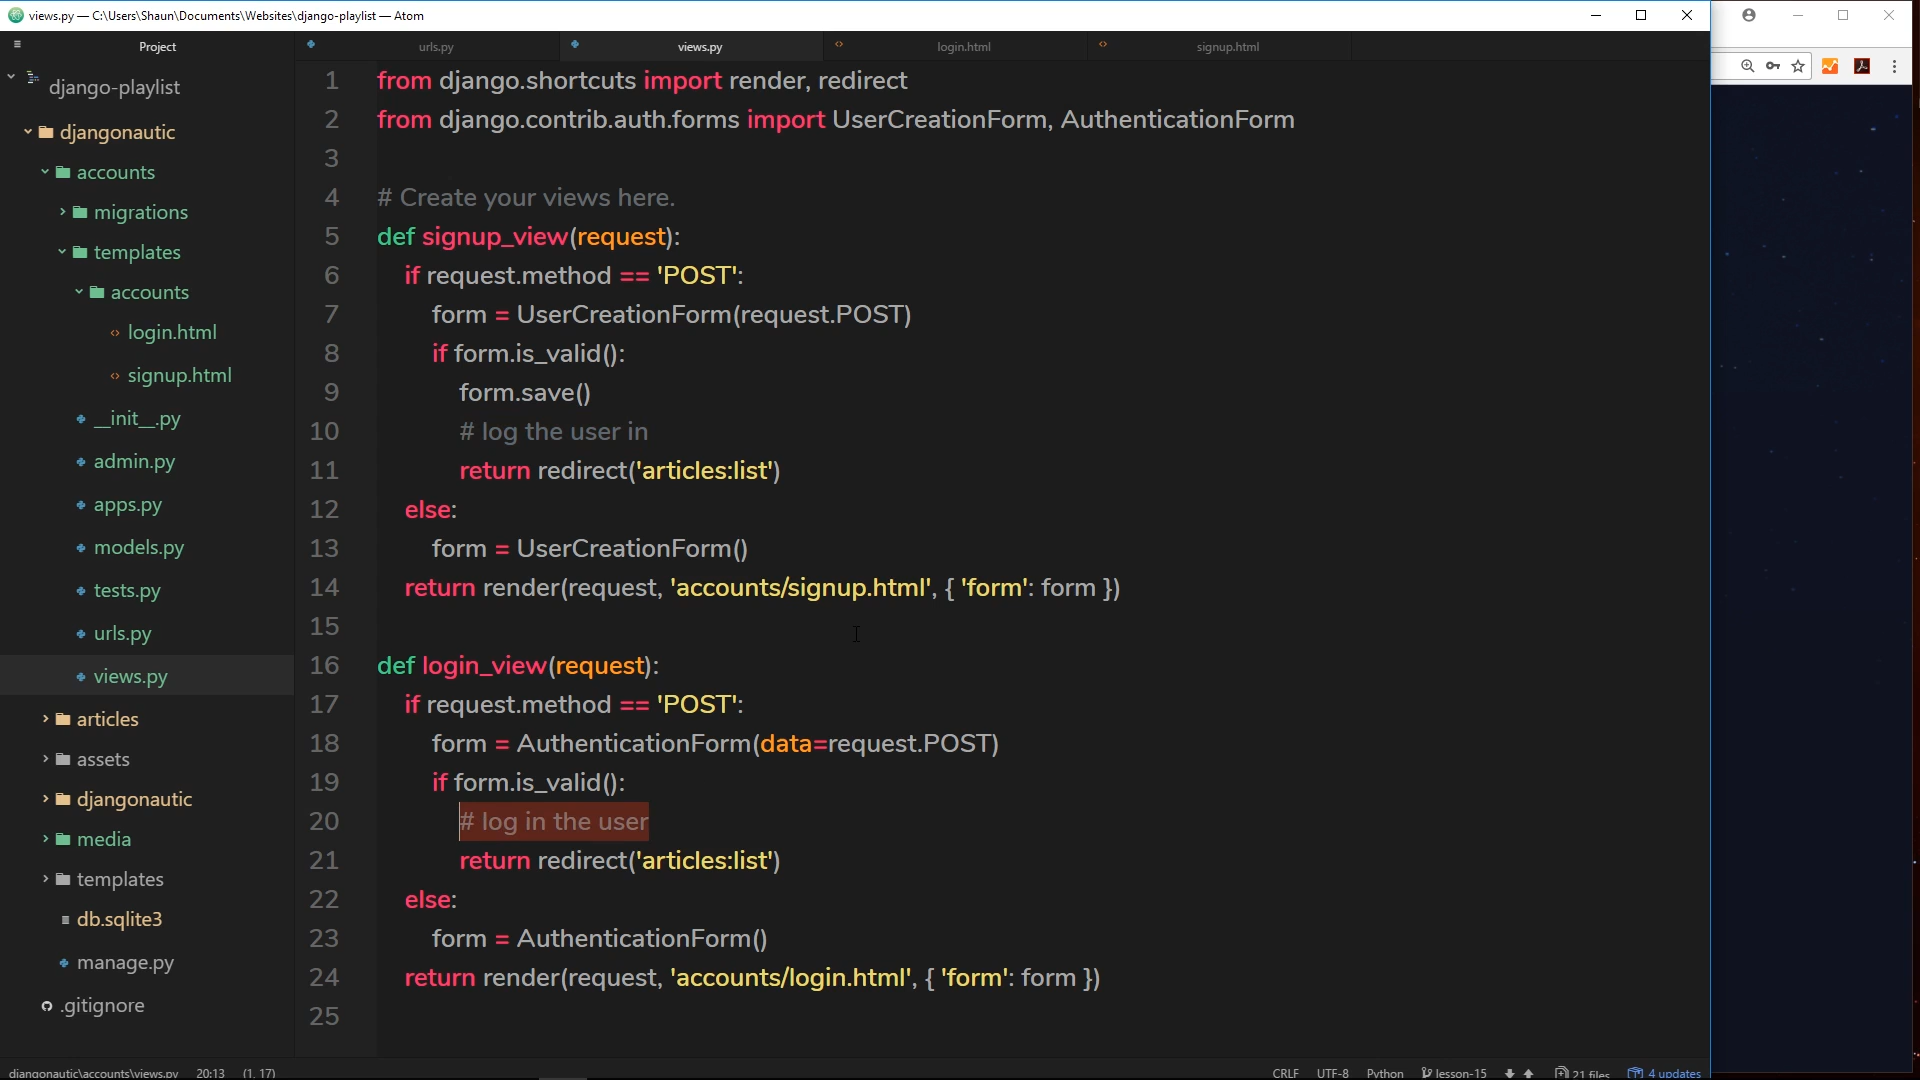 views.py — C:\Users\Shaun\Documents\Websites\django-playlist — Atom
Project
urls.py
views.py
login.html
signup.html
django-playlist
djangonautic
accounts
migrations
templates
accounts
login.html
signup.html
__init__.py
admin.py
apps.py
models.py
tests.py
urls.py
views.py
articles
assets
djangonautic
media
templates
db.sqlite3
manage.py
.gitignore
1 from django.shortcuts import render, redirect
2 from django.contrib.auth.forms import UserCreationForm, AuthenticationForm
3
4 # Create your views here.
5 def signup_view(request):
6 if request.method == 'POST':
7 form = UserCreationForm(request.POST)
8 if form.is_valid():
9 form.save()
10 # log the user in
11 return redirect('articles:list')
12 else:
13 form = UserCreationForm()
14 return render(request, 'accounts/signup.html', { 'form': form })
15
16 def login_view(request):
17 if request.method == 'POST':
18 form = AuthenticationForm(data=request.POST)
19 if form.is_valid():
20 # log in the user
21 return redirect('articles:list')
22 else:
23 form = AuthenticationForm()
24 return render(request, 'accounts/login.html', { 'form': form })
25
djangonautic\accounts\views.py 20:13 (1, 17)
CRLF UTF-8 Python lesson-15 21 files 4 updates